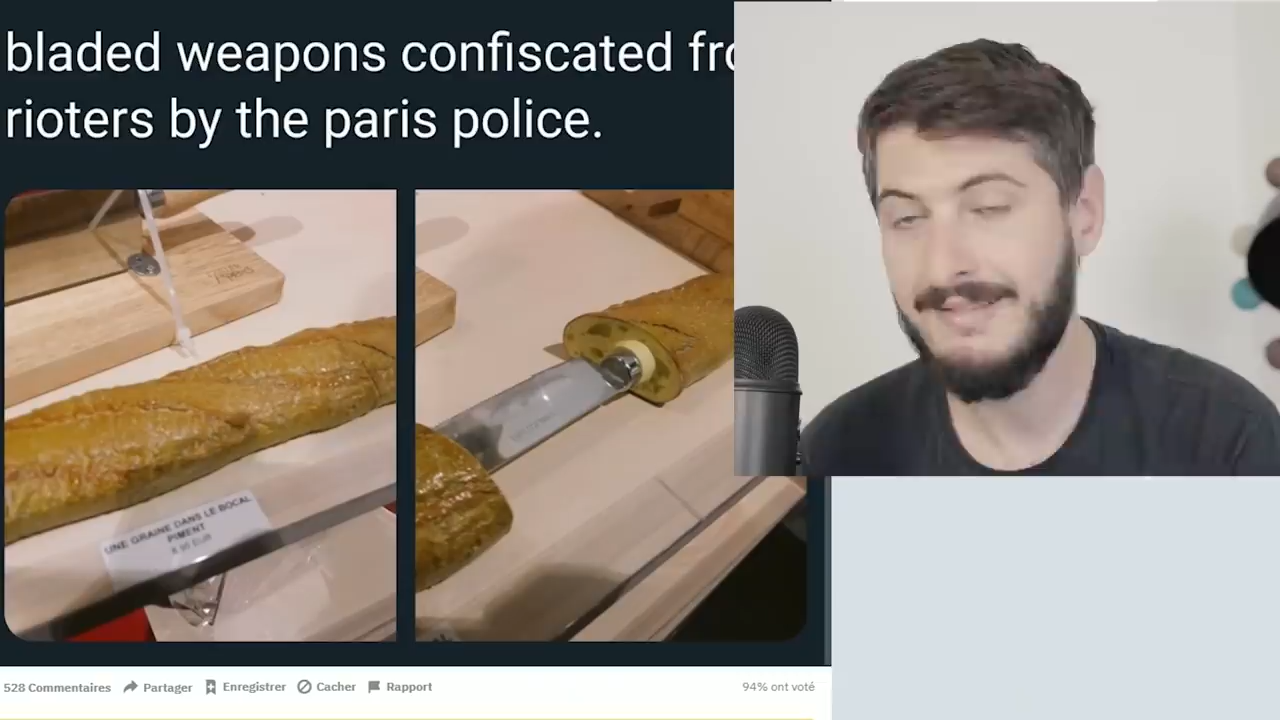 bladed weapons confiscated fro
rioters by the paris police.
UNE GRAINE DANS LE BOCAL
PIMENT
528 Commentaires
Partager
Enregistrer
Cacher
Rapport
94% ont voté